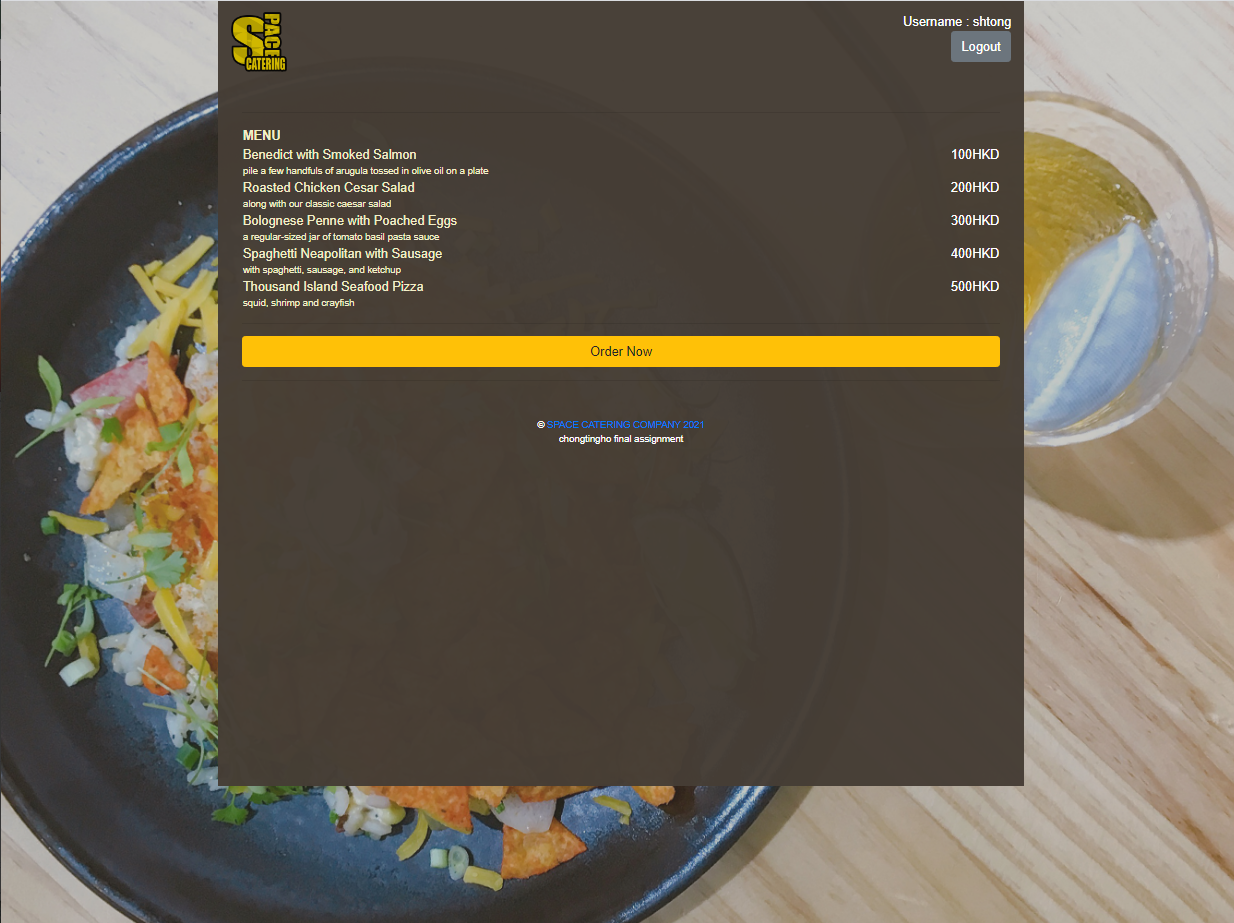 SPACE
CATERING
Username : shtong
Logout
MENU
Benedict with Smoked Salmon 100HKD
pile a few handfuls of arugula tossed in olive oil on a plate
Roasted Chicken Cesar Salad 200HKD
along with our classic caesar salad
Bolognese Penne with Poached Eggs 300HKD
a regular-sized jar of tomato basil pasta sauce
Spaghetti Neapolitan with Sausage 400HKD
with spaghetti, sausage, and ketchup
Thousand Island Seafood Pizza 500HKD
squid, shrimp and crayfish
Order Now
© SPACE CATERING COMPANY 2021
chongtingho final assignment